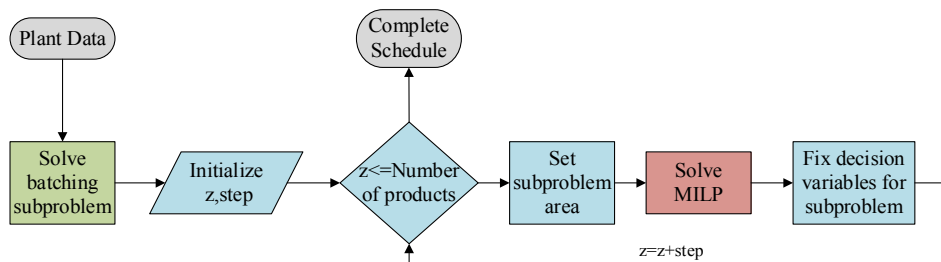 Plant Data
Complete
Schedule
Solve
batching
subproblem
Initialize
z,step
z<=Number
of products
Set
subproblem
area
Solve
MILP
Fix decision
variables for
subproblem
z=z+step